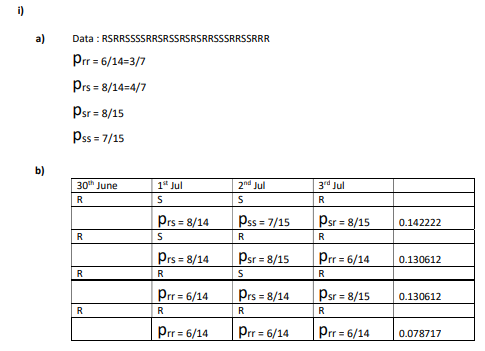 i)
a) Data : RSRRSSSSRRSRSSRSRSRRSSSRRSSRRR
Prr = 6/14=3/7
Prs = 8/14=4/7
Psr = 8/15
Pss = 7/15
b)
30th June 1st Jul 2nd Jul 3rd Jul
R S S R
Prs = 8/14 Pss = 7/15 Psr = 8/15 0.142222
R S R R
Prs = 8/14 Psr = 8/15 Prr = 6/14 0.130612
R R S R
Prr = 6/14 Prs = 8/14 Psr = 8/15 0.130612
R R R R
Prr = 6/14 Prr = 6/14 Prr = 6/14 0.078717